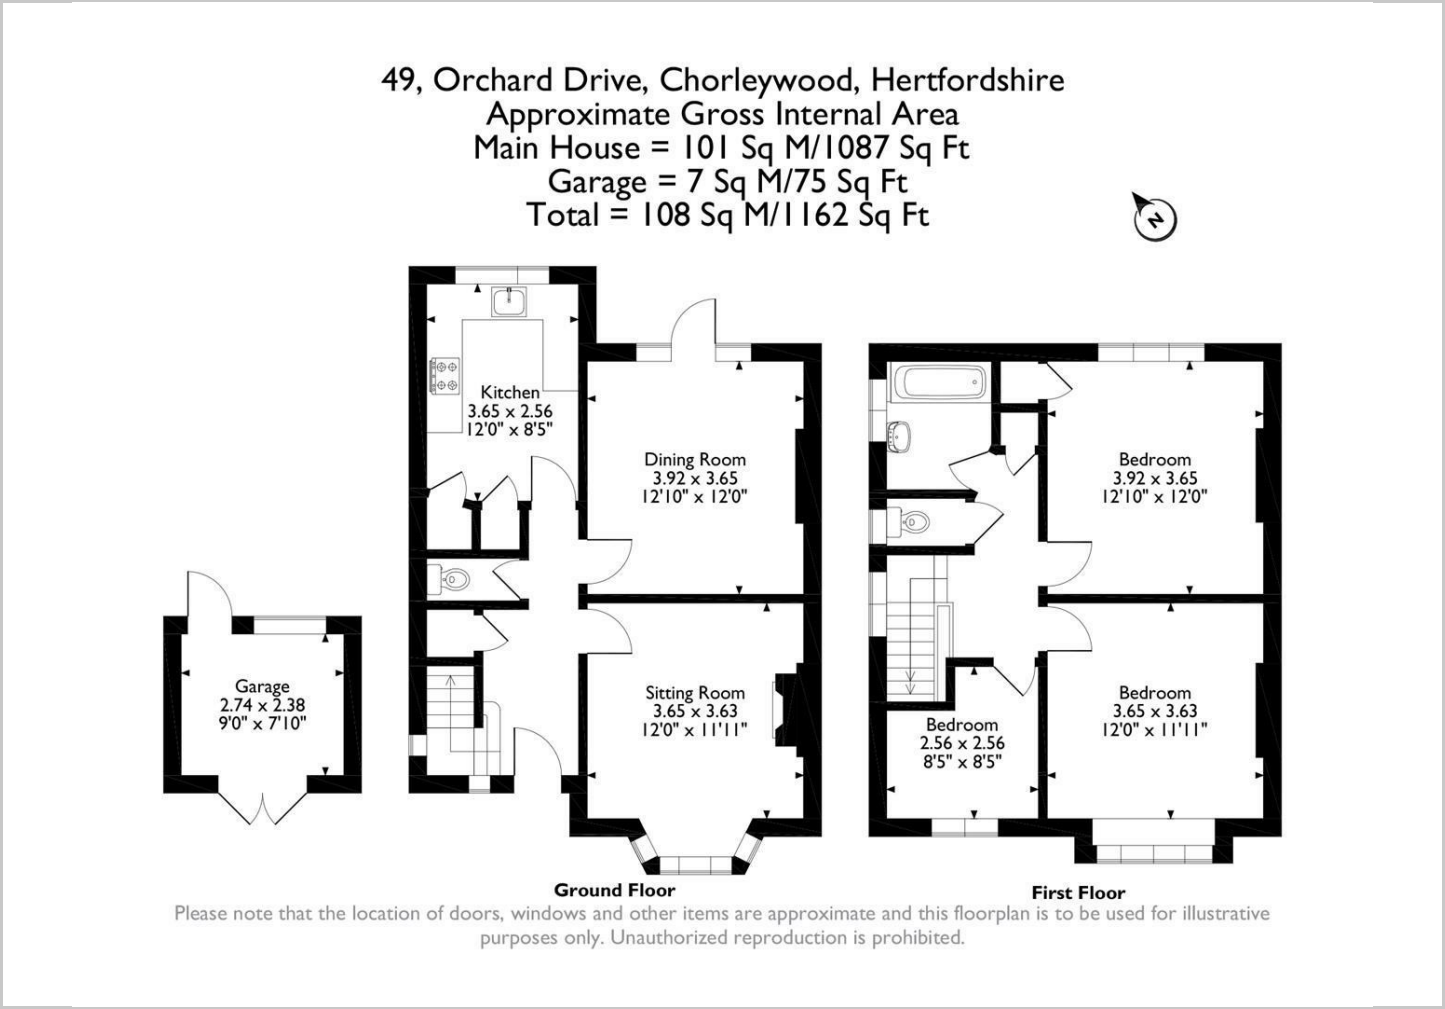 49, Orchard Drive, Chorleywood, Hertfordshire
Approximate Gross Internal Area
Main House = 101 Sq M/1087 Sq Ft
Garage = 7 Sq M/75 Sq Ft
Total = 108 Sq M/1162 Sq Ft
N
Kitchen
3.65 x 2.56
12'0" x 8'5"
Dining Room
3.92 x 3.65
12'10" x 12'0"
Bedroom
3.92 x 3.65
12'10" x 12'0"
Garage
2.74 x 2.38
9'0" x 7'10"
Sitting Room
3.65 x 3.63
12'0" x 11'11"
Bedroom
2.56 x 2.56
8'5" x 8'5"
Bedroom
3.65 x 3.63
12'0" x 11'11"
Ground Floor
First Floor
Please note that the location of doors, windows and other items are approximate and this floorplan is to be used for illustrative
purposes only. Unauthorized reproduction is prohibited.